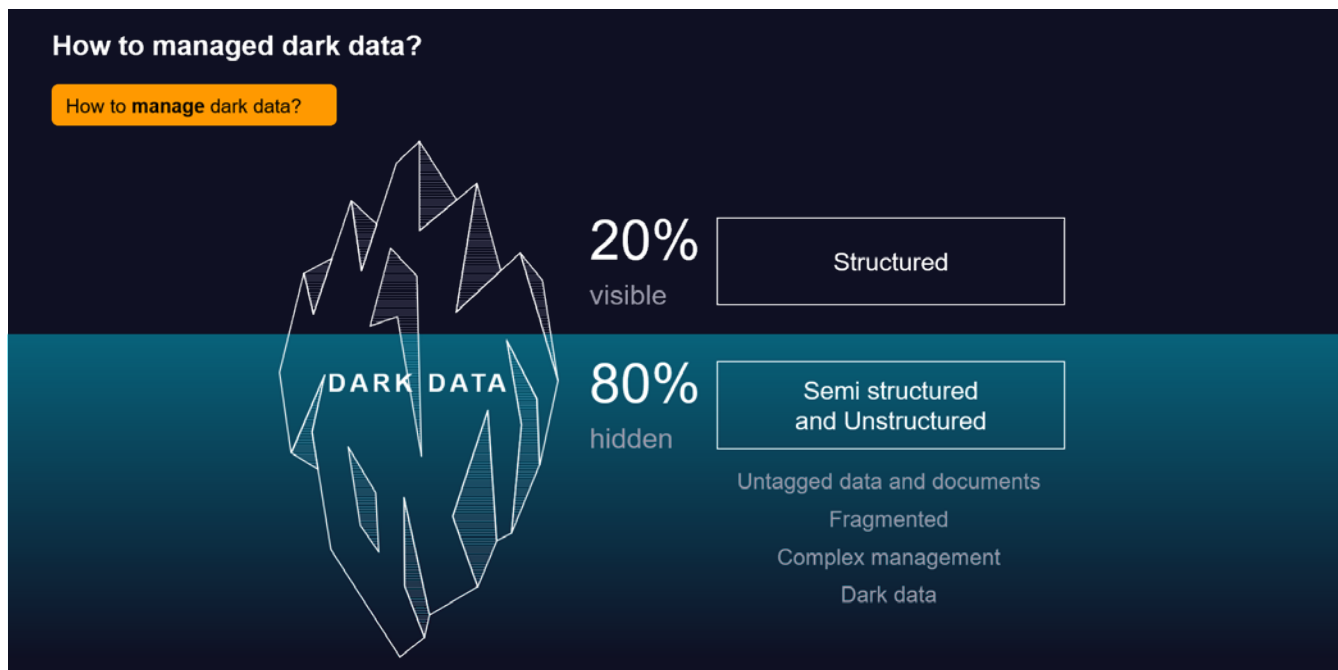 How to managed dark data?
How to manage dark data?
20%
visible
Structured
DARK DATA
80%
hidden
Semi structured
and Unstructured
Untagged data and documents
Fragmented
Complex management
Dark data